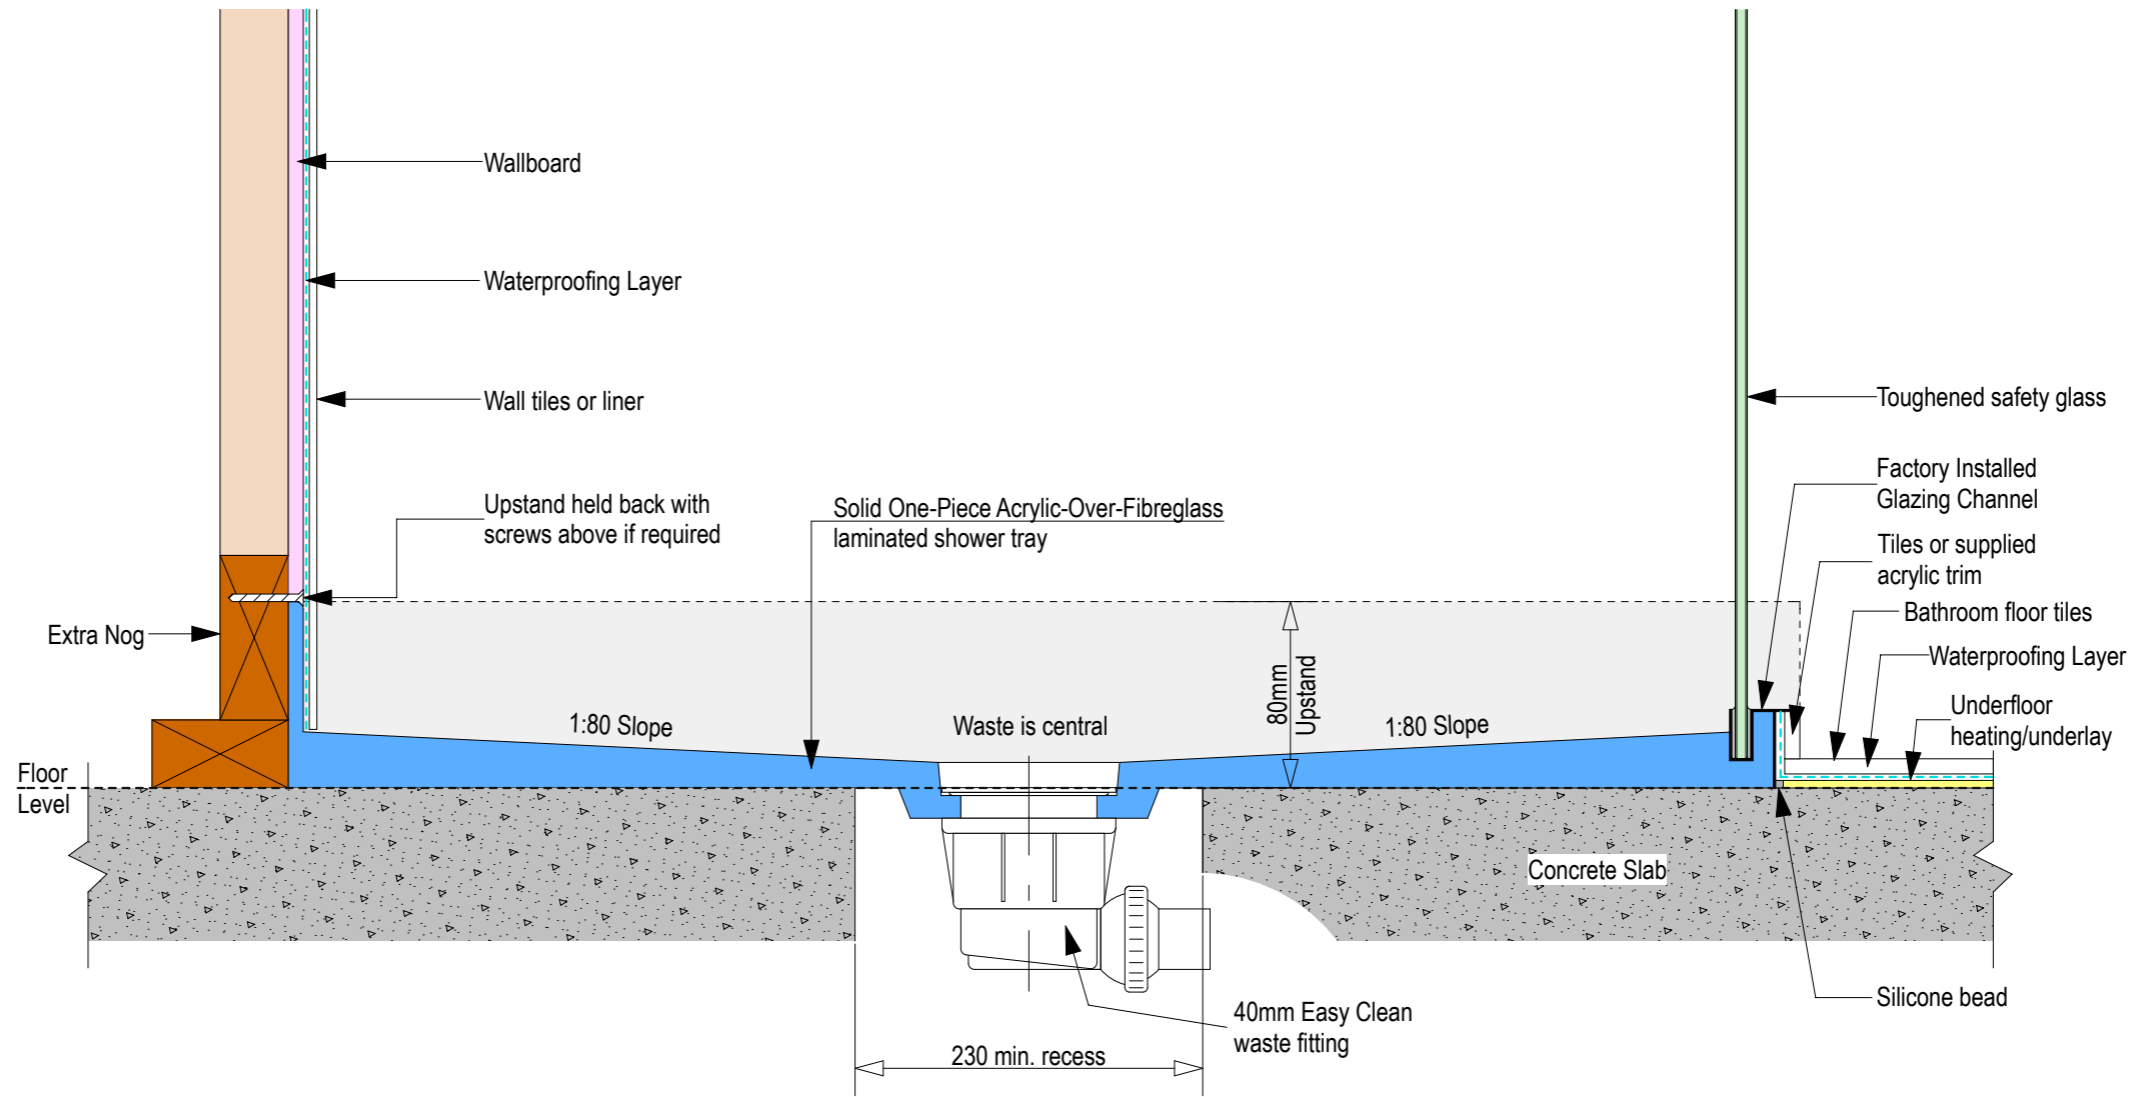 Wallboard
Waterproofing Layer
Wall tiles or liner
Toughened safety glass
Upstand held back with
screws above if required
Solid One-Piece Acrylic-Over-Fibreglass
laminated shower tray
Factory Installed
Glazing Channel
Tiles or supplied
acrylic trim
Bathroom floor tiles
Waterproofing Layer
Underfloor
heating/underlay
Extra Nog
1:80 Slope
Waste is central
80mm
Upstand
1:80 Slope
Floor
Level
Concrete Slab
Silicone bead
40mm Easy Clean
waste fitting
230 min. recess